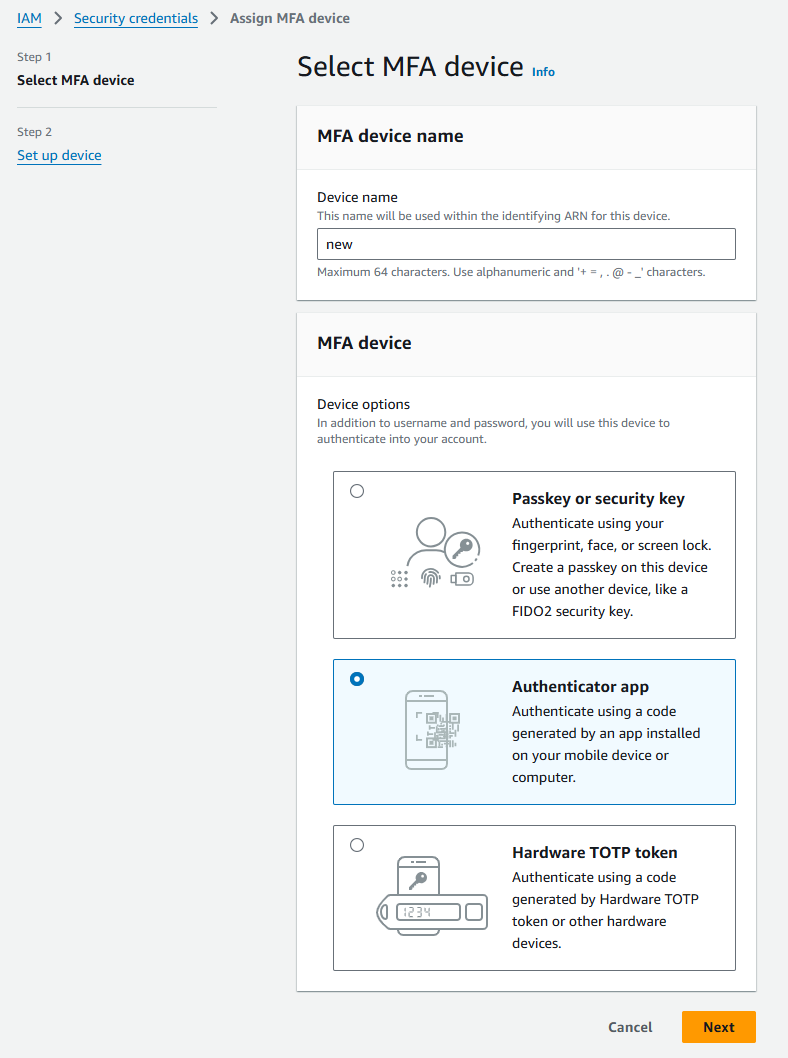 IAM > Security credentials > Assign MFA device
Step 1
Select MFA device
Step 2
Set up device
Select MFA device Info
MFA device name
Device name
This name will be used within the identifying ARN for this device.
new
Maximum 64 characters. Use alphanumeric and '+ = , . @ - _' characters.
MFA device
Device options
In addition to username and password, you will use this device to
authenticate into your account.
Passkey or security key
Authenticate using your
fingerprint, face, or screen lock.
Create a passkey on this device
or use another device, like a
FIDO2 security key.
Authenticator app
Authenticate using a code
generated by an app installed
on your mobile device or
computer.
1234
Hardware TOTP token
Authenticate using a code
generated by Hardware TOTP
token or other hardware
devices.
Cancel
Next